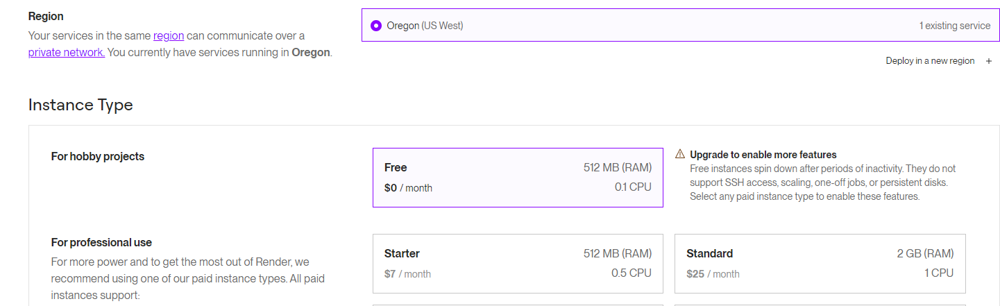 Region
Your services in the same region can communicate over a
private network. You currently have services running in Oregon.
Oregon (US West)
1 existing service
Deploy in a new region +
Instance Type
For hobby projects
Free
512 MB (RAM)
$0 / month
0.1 CPU
Upgrade to enable more features
Free instances spin down after periods of inactivity. They do not
support SSH access, scaling, one-off jobs, or persistent disks.
Select any paid instance type to enable these features.
For professional use
For more power and to get the most out of Render, we
recommend using one of our paid instance types. All paid
instances support:
Starter
512 MB (RAM)
$7 / month
0.5 CPU
Standard
2 GB (RAM)
$25 / month
1 CPU